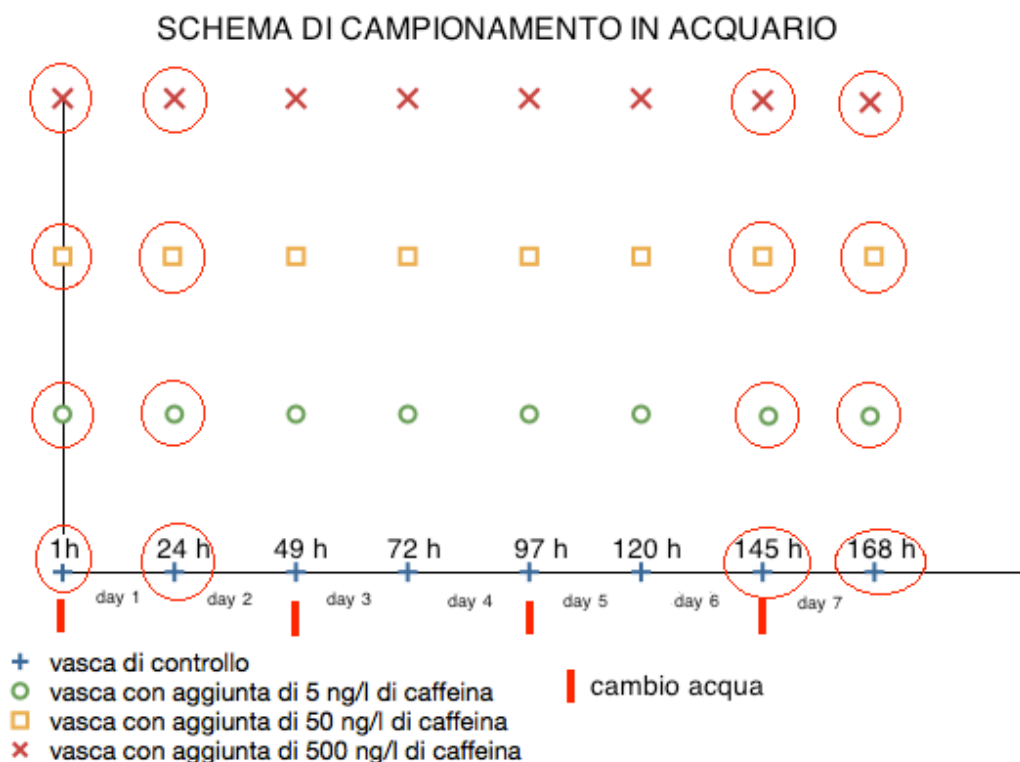 SCHEMA DI CAMPIONAMENTO IN ACQUARIO
1h 24 h 49 h 72 h 97 h 120 h 145 h 168 h
day 1 day 2 day 3 day 4 day 5 day 6 day 7
vasca di controllo
vasca con aggiunta di 5 ng/l di caffeina
vasca con aggiunta di 50 ng/l di caffeina
vasca con aggiunta di 500 ng/l di caffeina
cambio acqua